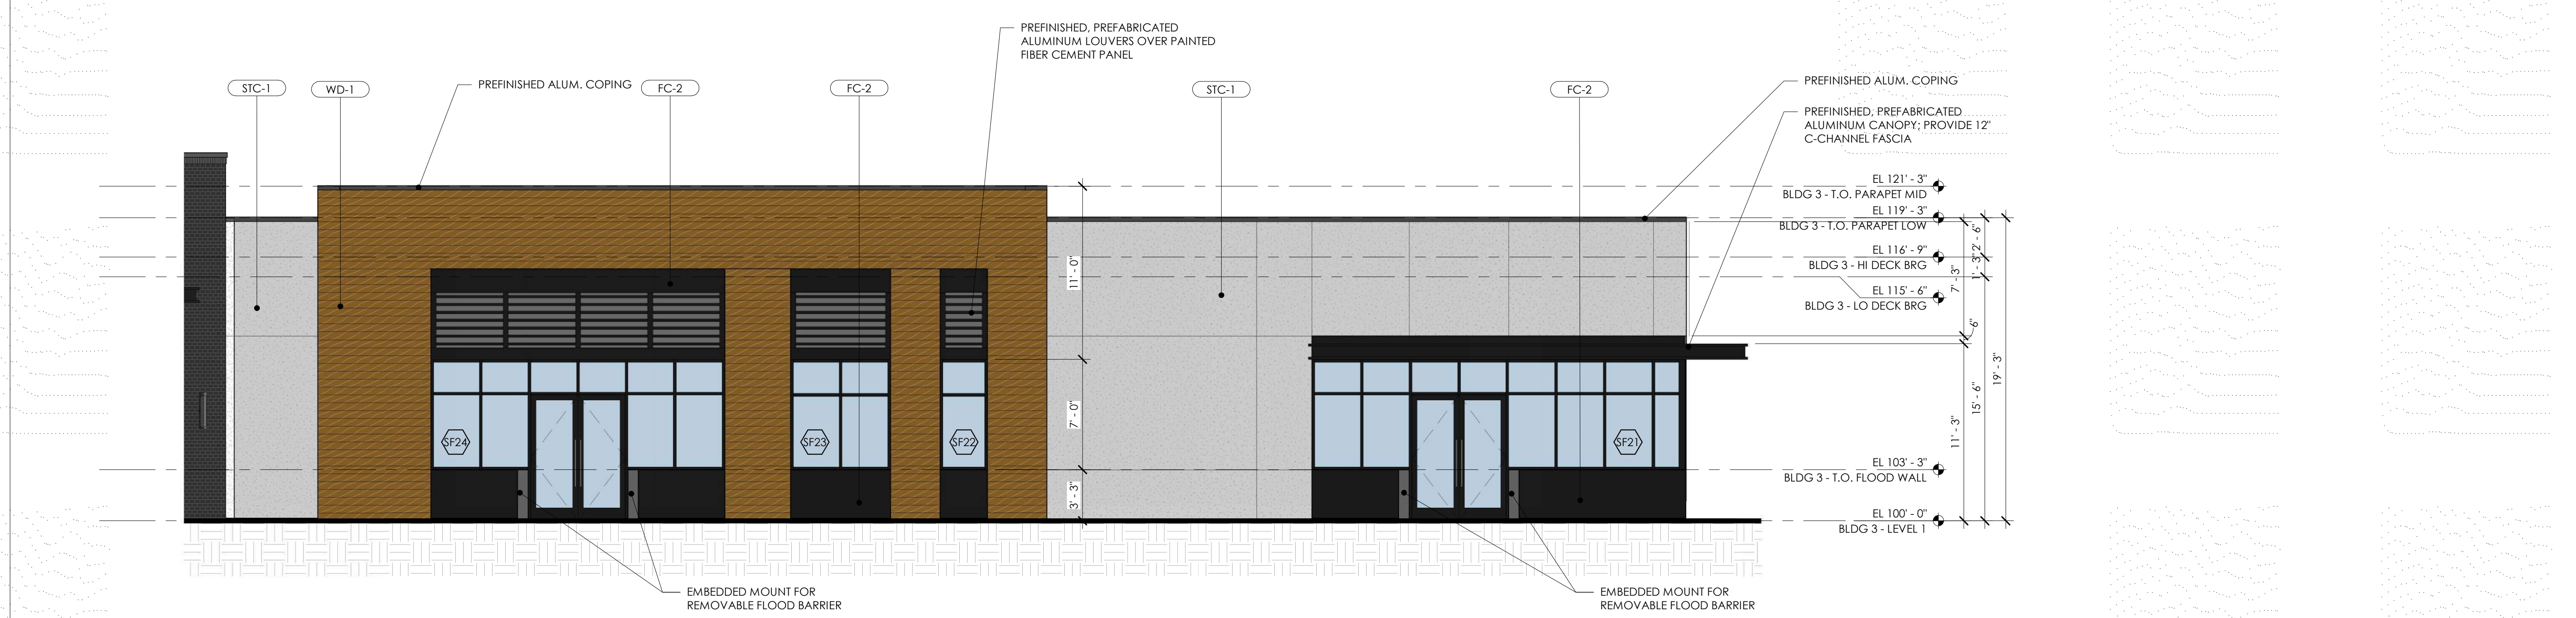 PREFINISHED, PREFABRICATED
ALUMINUM LOUVERS OVER PAINTED
FIBER CEMENT PANEL
STC-1
WD-1
PREFINISHED ALUM. COPING
FC-2
FC-2
STC-1
FC-2
PREFINISHED ALUM. COPING
PREFINISHED, PREFABRICATED
ALUMINUM CANOPY; PROVIDE 12"
C-CHANNEL FASCIA
EL 121' - 3"
BLDG 3 - T.O. PARAPET MID
EL 119' - 3"
BLDG 3 - T.O. PARAPET LOW
EL 116' - 9"
BLDG 3 - HI DECK BRG
EL 115' - 6"
BLDG 3 - LO DECK BRG
EL 103' - 3"
BLDG 3 - T.O. FLOOD WALL
EL 100' - 0"
BLDG 3 - LEVEL 1
11' - 0"
7' - 0"
3' - 3"
7' - 3"
2' - 6"
1' - 3"
6"
11' - 3"
15' - 6"
19' - 3"
SF24
SF23
SF22
SF21
EMBEDDED MOUNT FOR
REMOVABLE FLOOD BARRIER
EMBEDDED MOUNT FOR
REMOVABLE FLOOD BARRIER